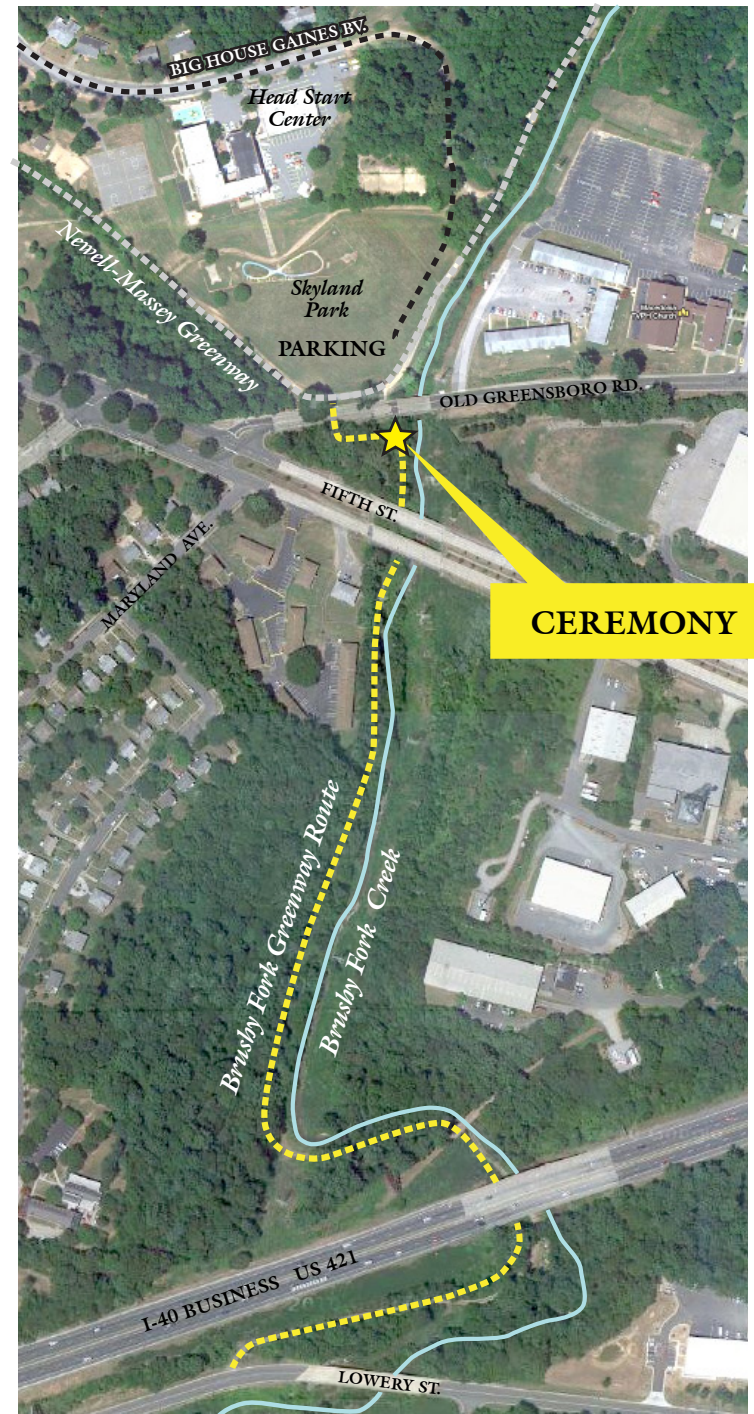 BIG HOUSE GAINES BV.
Head Start
Center
Newell-Massey Greenway
Skyland
Park
PARKING
OLD GREENSBORO RD.
FIFTH ST.
MARYLAND AVE.
CEREMONY
Brushy Fork Greenway Route
Brushy Fork Creek
I-40 BUSINESS US 421
LOWERY ST.